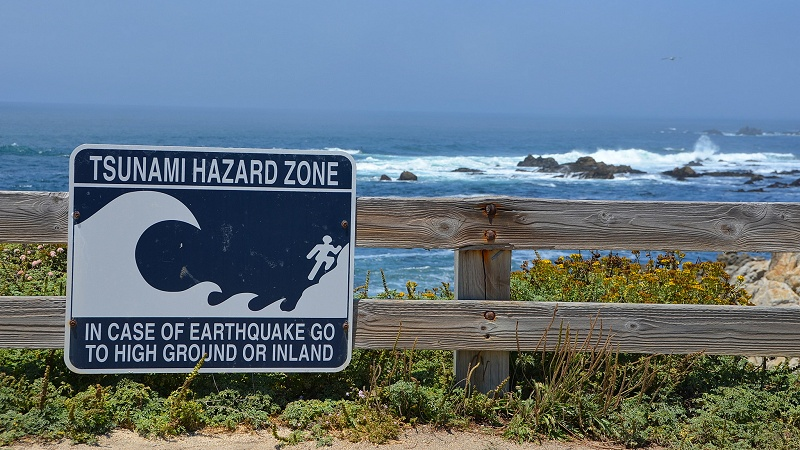 TSUNAMI HAZARD ZONE
IN CASE OF EARTHQUAKE GO
TO HIGH GROUND OR INLAND